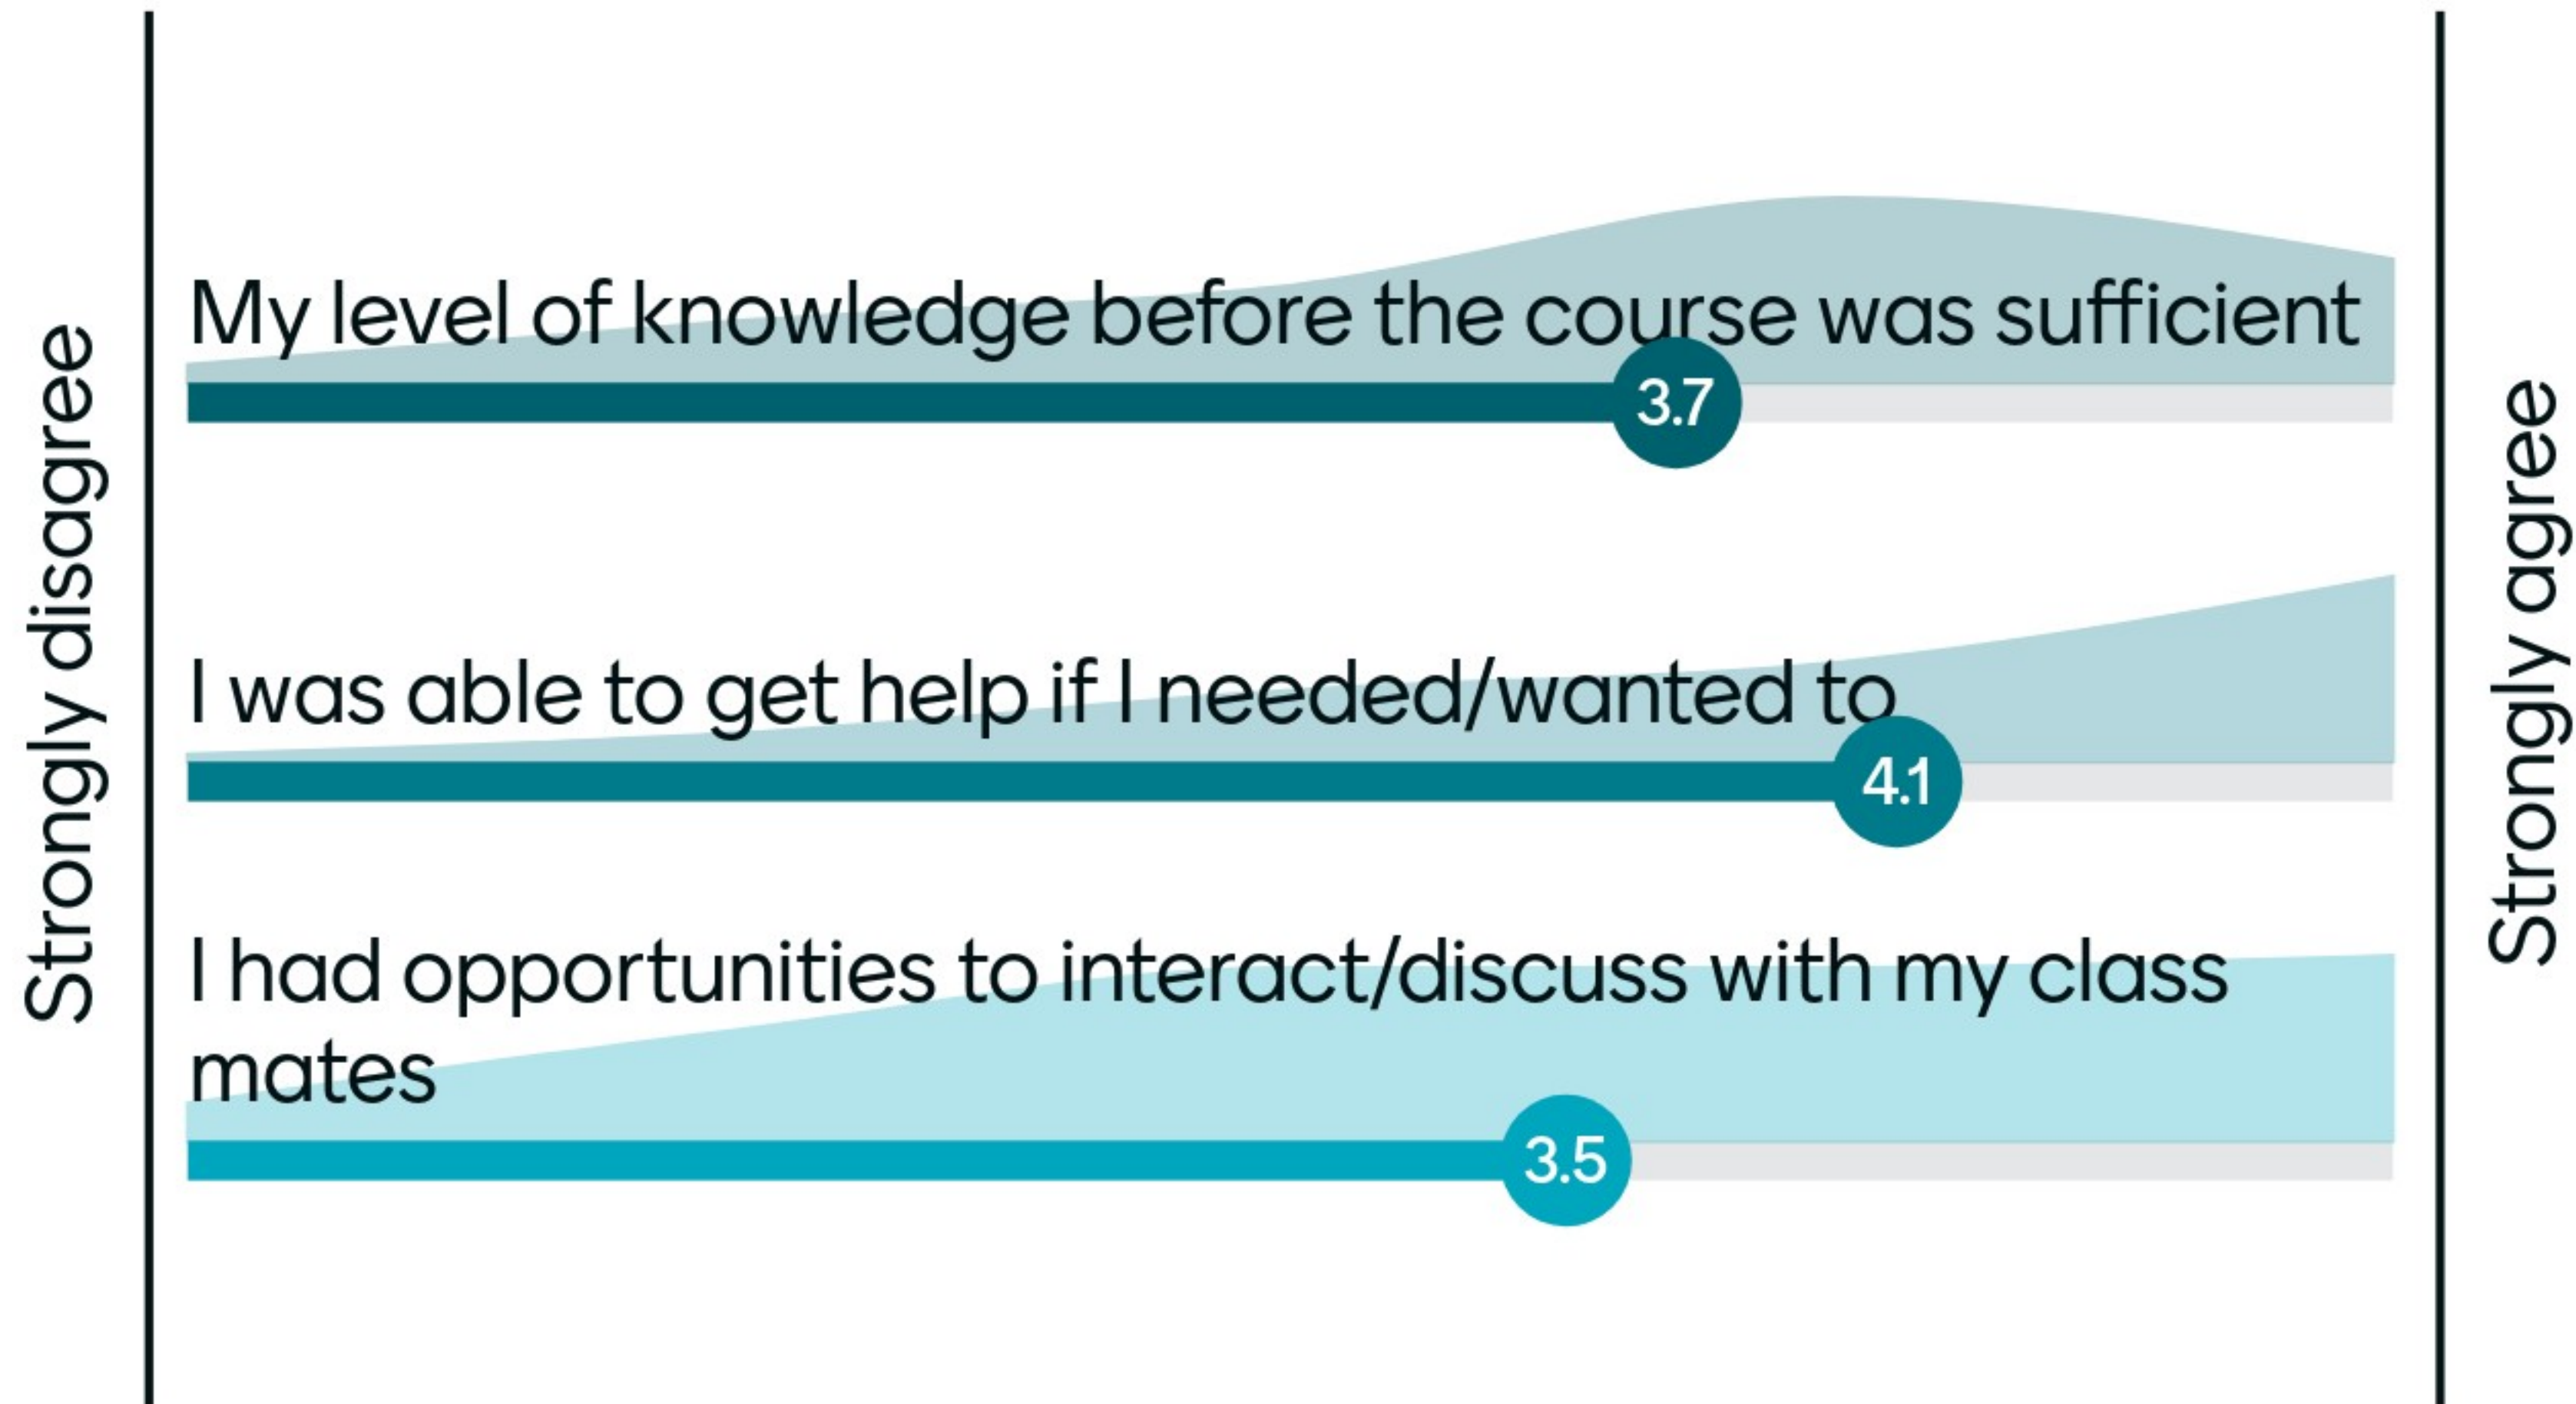 Strongly disagree
My level of knowledge before the course was sufficient
3.7
I was able to get help if I needed/wanted to
4.1
I had opportunities to interact/discuss with my class
mates
3.5
Strongly agree